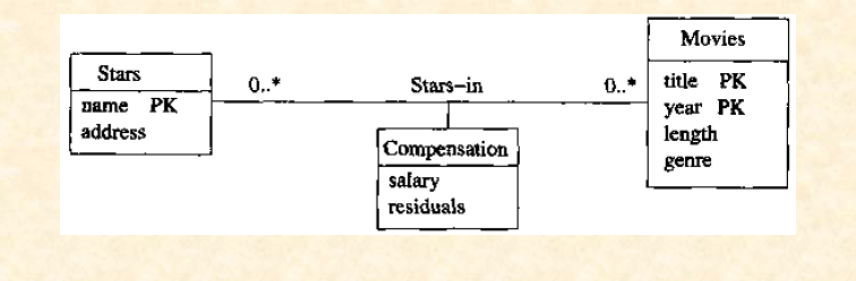 Stars
name PK
address
0..*
Stars-in
0..*
Compensation
salary
residuals
Movies
title PK
year PK
length
genre